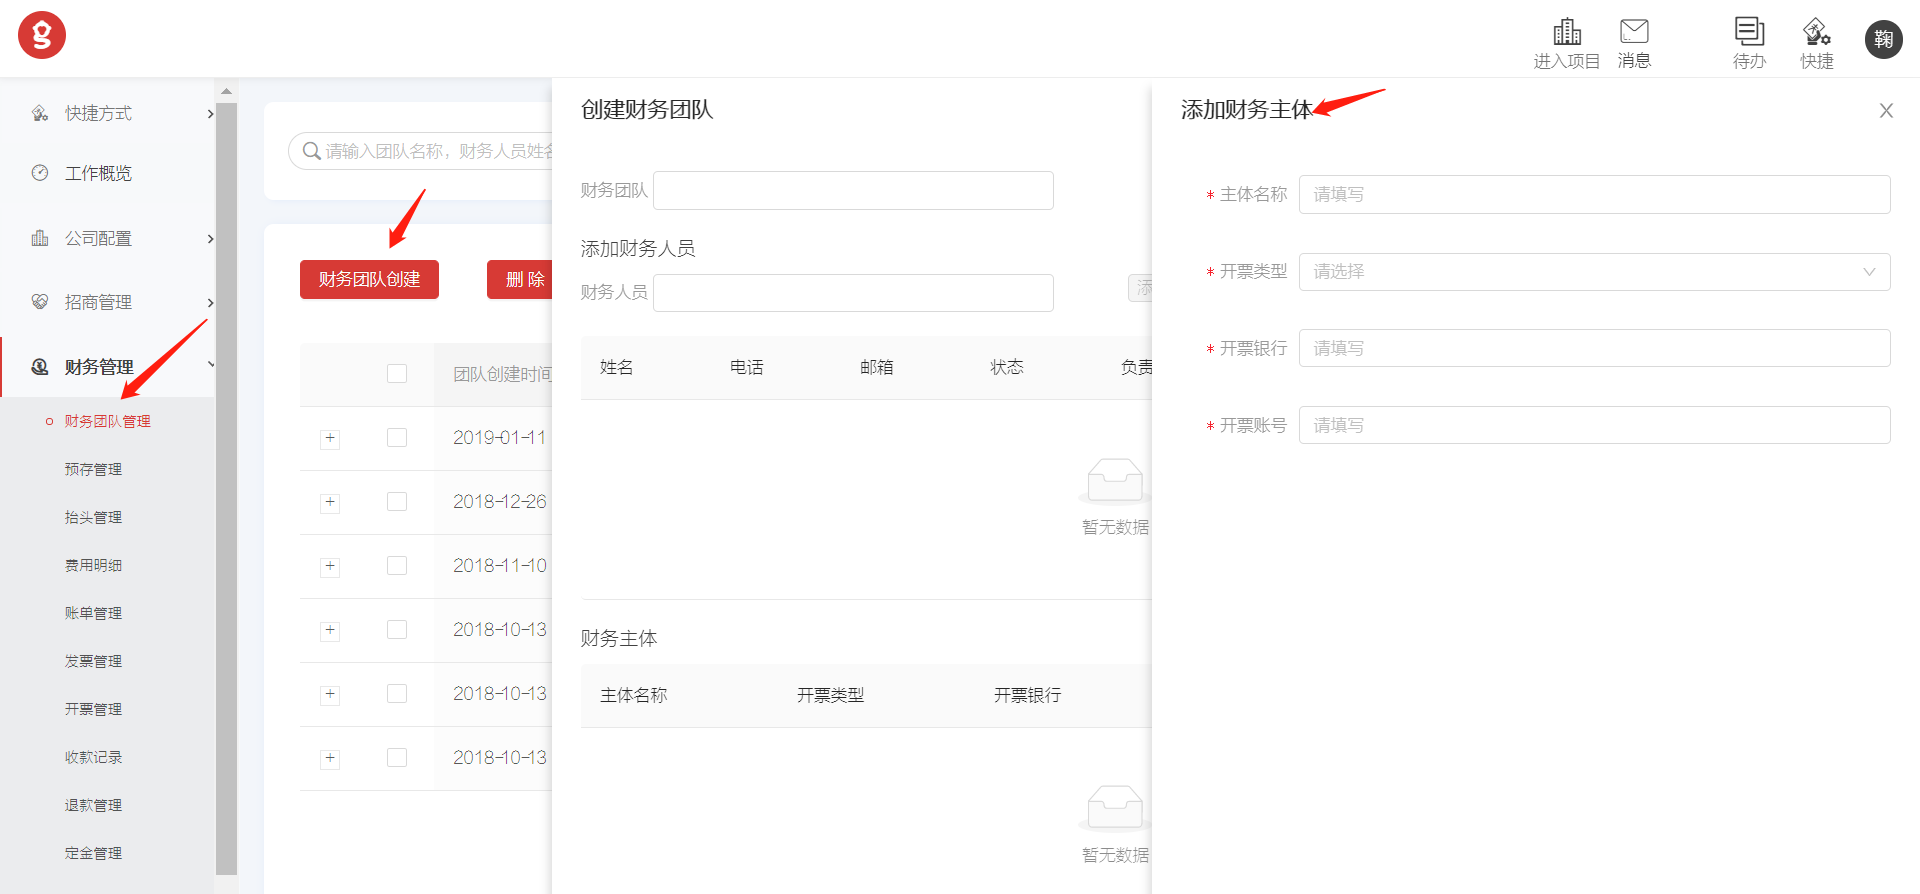 g
进入项目
消息
待办
快捷
鞠
快捷方式
工作概览
公司配置
招商管理
财务管理
财务团队管理
预存管理
抬头管理
费用明细
账单管理
发票管理
开票管理
收款记录
退款管理
定金管理
请输入团队名称，财务人员姓名
财务团队创建
删 除
团队创建时间
2019-01-11
2018-12-26
2018-11-10
2018-10-13
2018-10-13
2018-10-13
创建财务团队
财务团队
添加财务人员
财务人员
添
姓名 电话 邮箱 状态 负责
暂无数据
财务主体
主体名称 开票类型 开票银行
暂无数据
添加财务主体
* 主体名称 请填写
* 开票类型 请选择
* 开票银行 请填写
* 开票账号 请填写